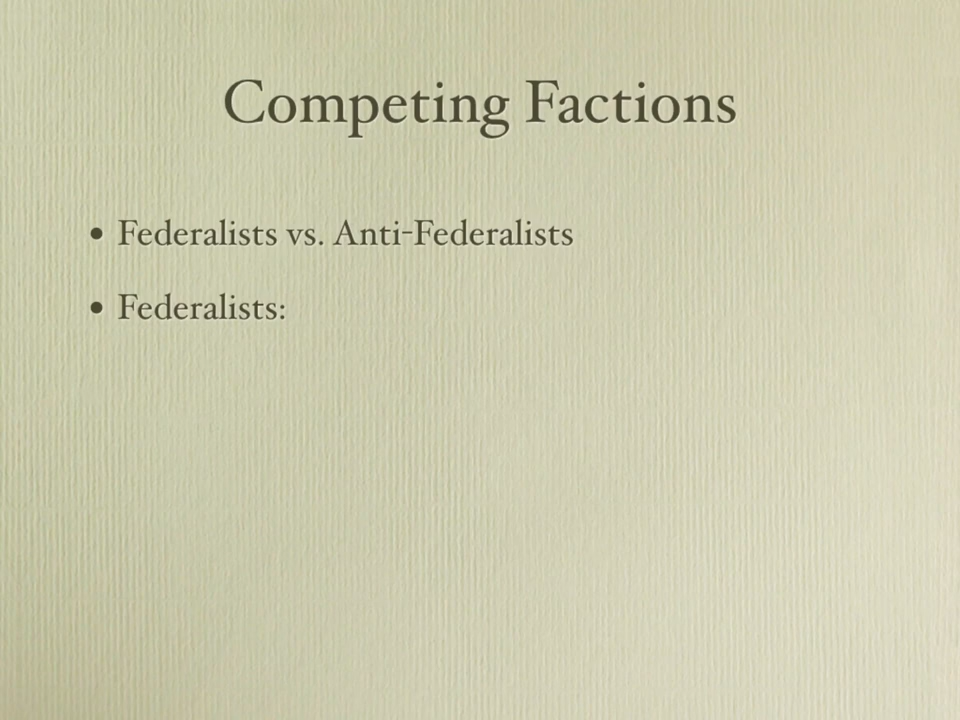 Competing Factions
• Federalists vs. Anti-Federalists
• Federalists: